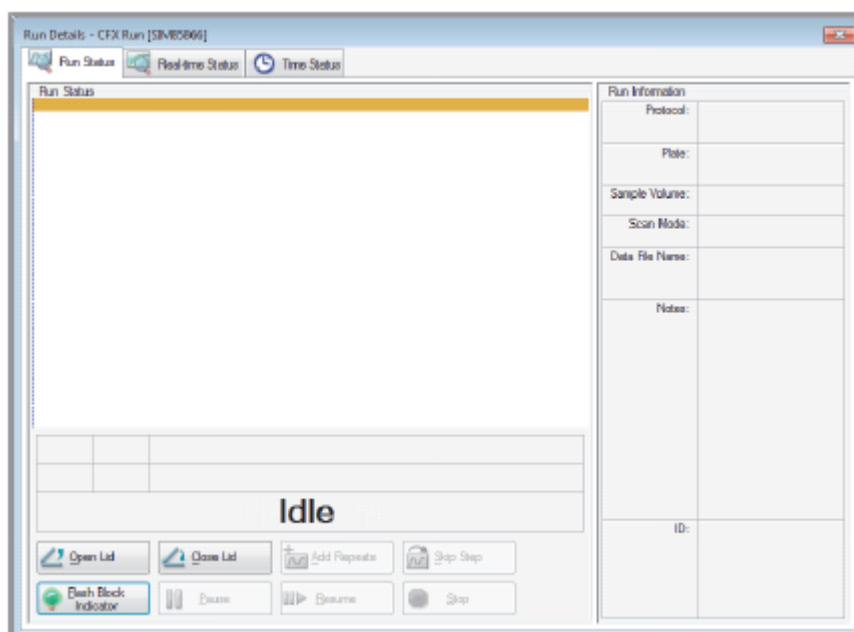 Run Details - CFX Run [SIM85866]
Run Status
Real-time Status
Time Status
Run Status
Idle
Open Lid
Close Lid
Add Repeats
Skip Step
Flash Block
Indicator
Pause
Resume
Stop
Run Information
Protocol:
Plate:
Sample Volume:
Scan Mode:
Data File Name:
Notes:
ID: